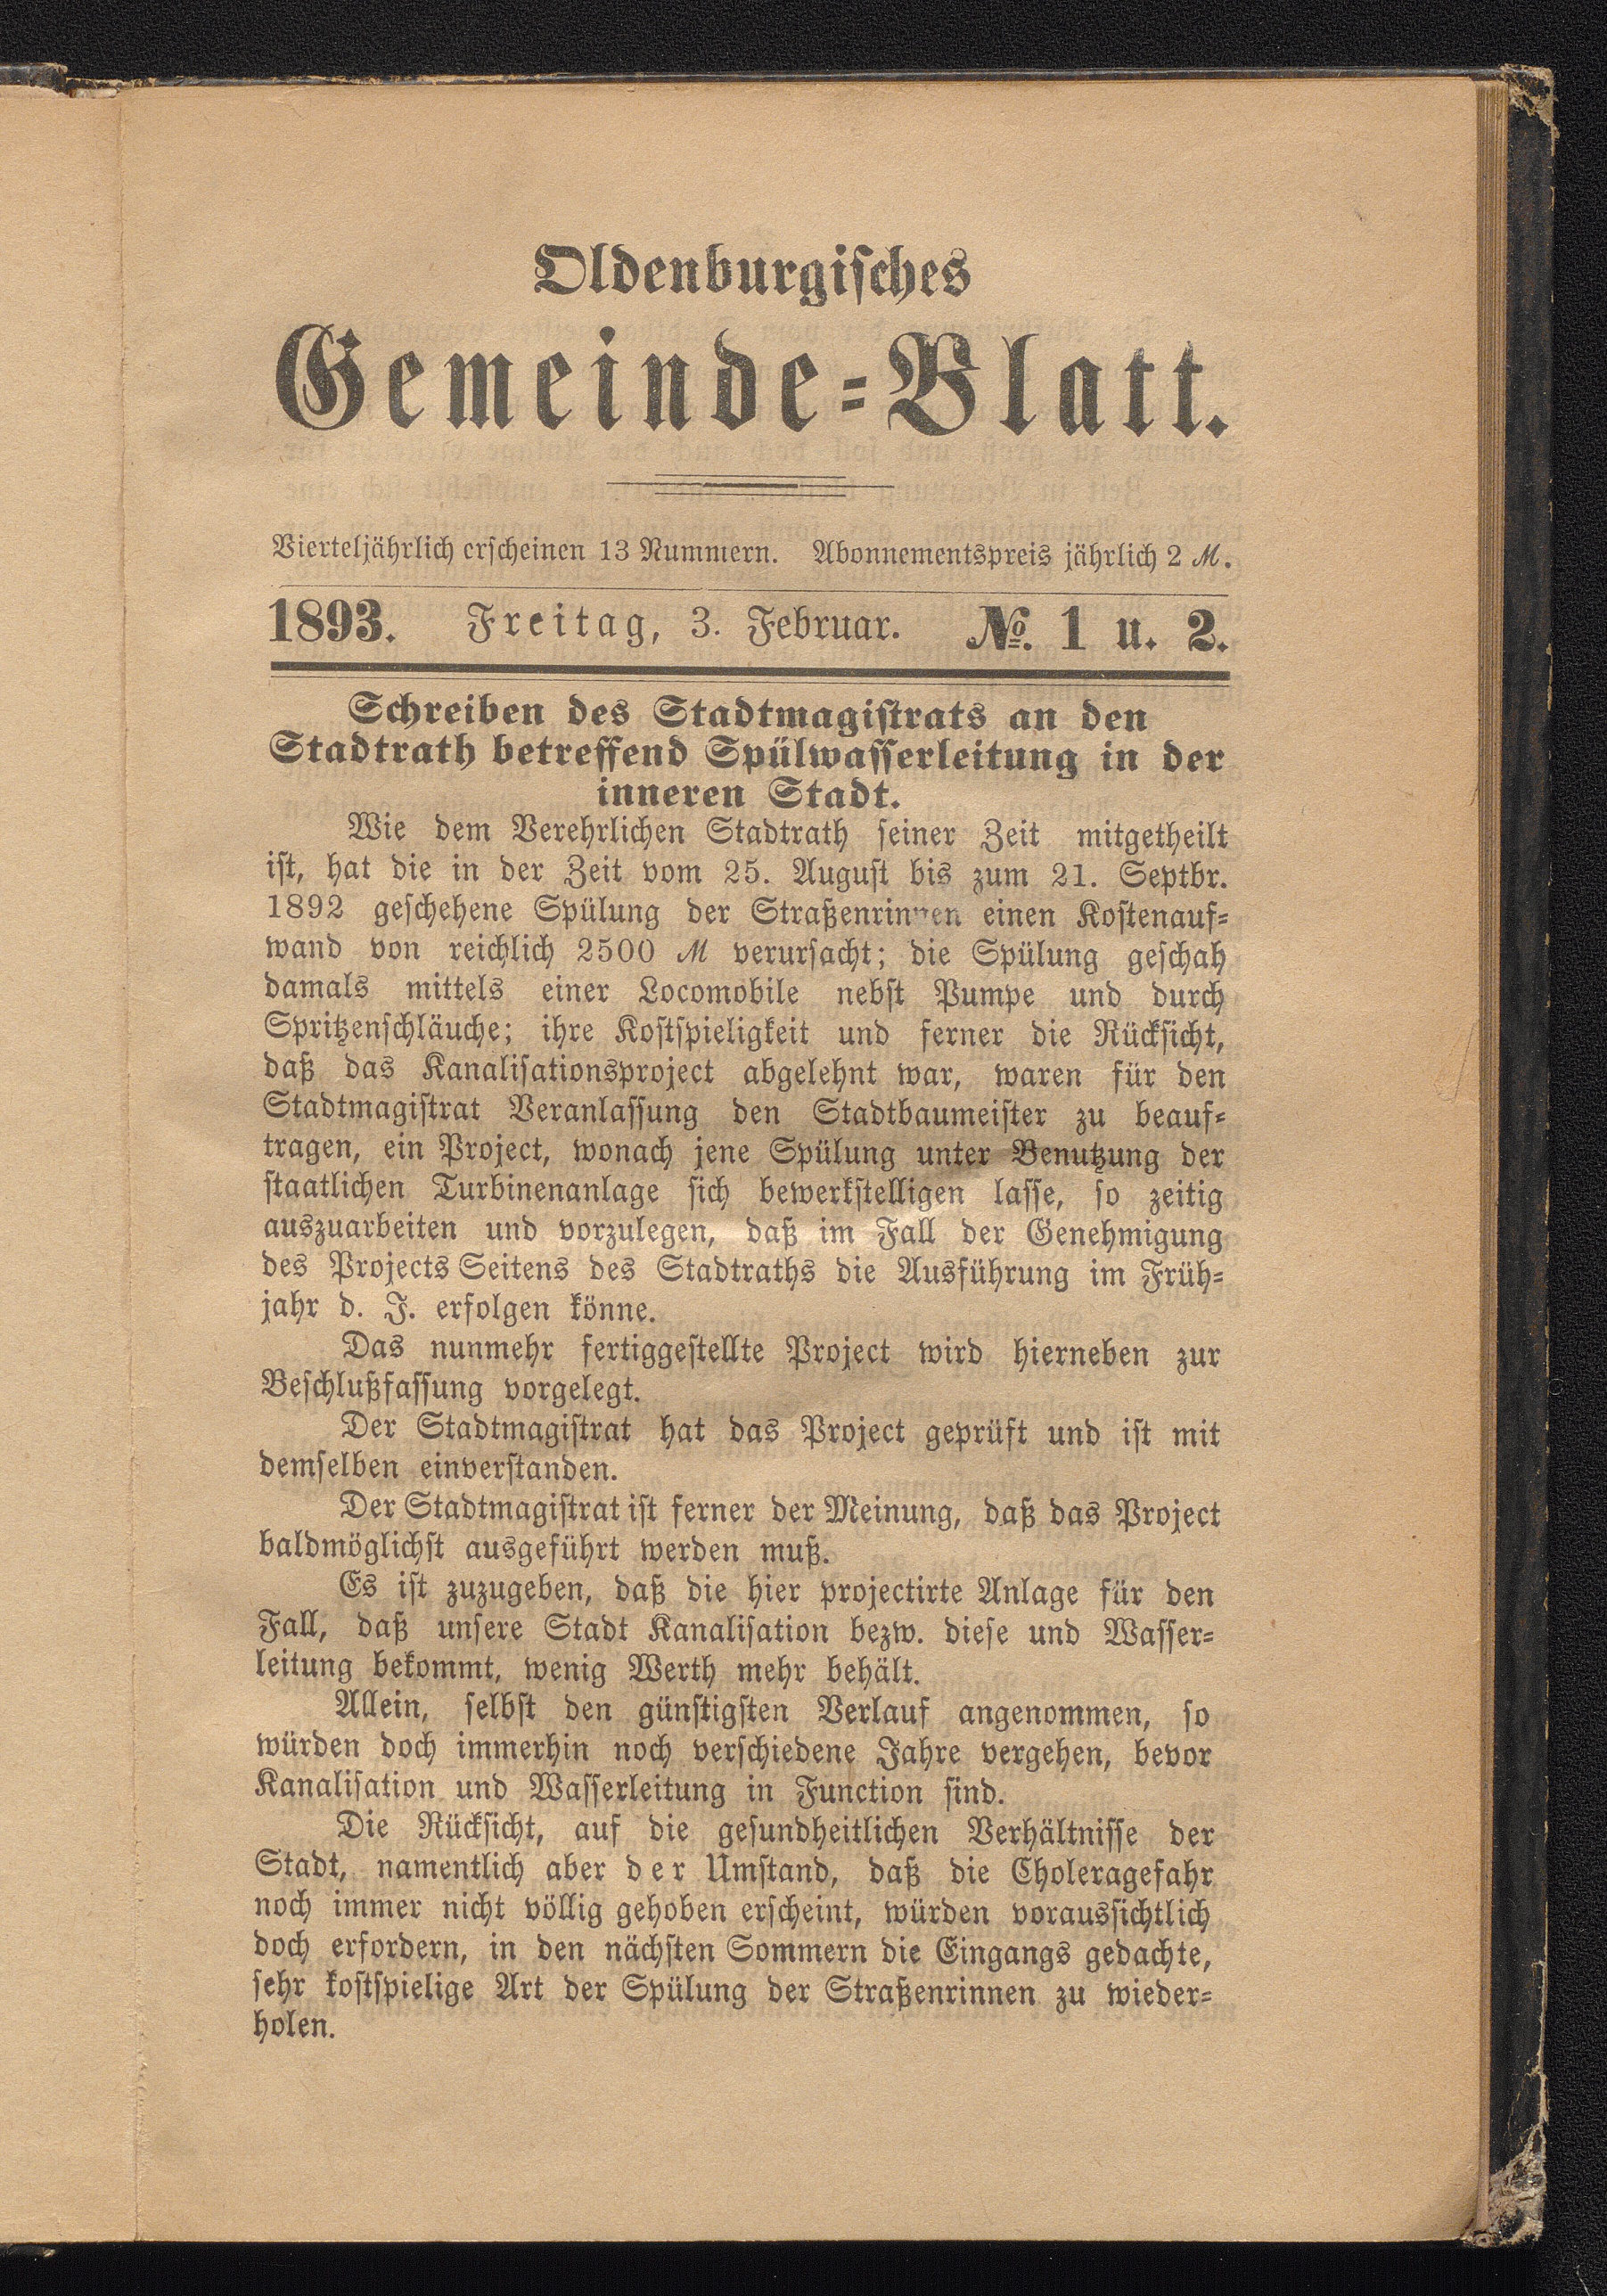 Oldenburgisches
Gemeinde-Blatt.
Vierteljährlich erscheinen 13 Nummern. Abonnementspreis jährlich 2 M.
1893. Freitag, 3. Februar. №. 1 u. 2.
Schreiben des Stadtmagistrats an den
Stadtrath betreffend Spülwasserleitung in der
inneren Stadt.
Wie dem Verehrlichen Stadtrath seiner Zeit mitgetheilt
ist, hat die in der Zeit vom 25. August bis zum 21. Septbr.
1892 geschehene Spülung der Straßenrinnen einen Kostenauf-
wand von reichlich 2500 M verursacht; die Spülung geschah
damals mittels einer Locomobile nebst Pumpe und durch
Spritzenschläuche; ihre Kostspieligkeit und ferner die Rücksicht,
daß das Kanalisationsproject abgelehnt war, waren für den
Stadtmagistrat Veranlassung den Stadtbaumeister zu beauf-
tragen, ein Project, wonach jene Spülung unter Benutzung der
staatlichen Turbinenanlage sich bewerkstelligen lasse, so zeitig
auszuarbeiten und vorzulegen, daß im Fall der Genehmigung
des Projects Seitens des Stadtraths die Ausführung im Früh-
jahr d. J. erfolgen könne.
Das nunmehr fertiggestellte Project wird hierneben zur
Beschlußfassung vorgelegt.
Der Stadtmagistrat hat das Project geprüft und ist mit
demselben einverstanden.
Der Stadtmagistrat ist ferner der Meinung, daß das Project
baldmöglichst ausgeführt werden muß.
Es ist zuzugeben, daß die hier projectirte Anlage für den
Fall, daß unsere Stadt Kanalisation bezw. diese und Wasser-
leitung bekommt, wenig Werth mehr behält.
Allein, selbst den günstigsten Verlauf angenommen, so
würden doch immerhin noch verschiedene Jahre vergehen, bevor
Kanalisation und Wasserleitung in Function sind.
Die Rücksicht, auf die gesundheitlichen Verhältnisse der
Stadt, namentlich aber der Umstand, daß die Choleragefahr
noch immer nicht völlig gehoben erscheint, würden voraussichtlich
doch erfordern, in den nächsten Sommern die Eingangs gedachte,
sehr kostspielige Art der Spülung der Straßenrinnen zu wieder-
holen.